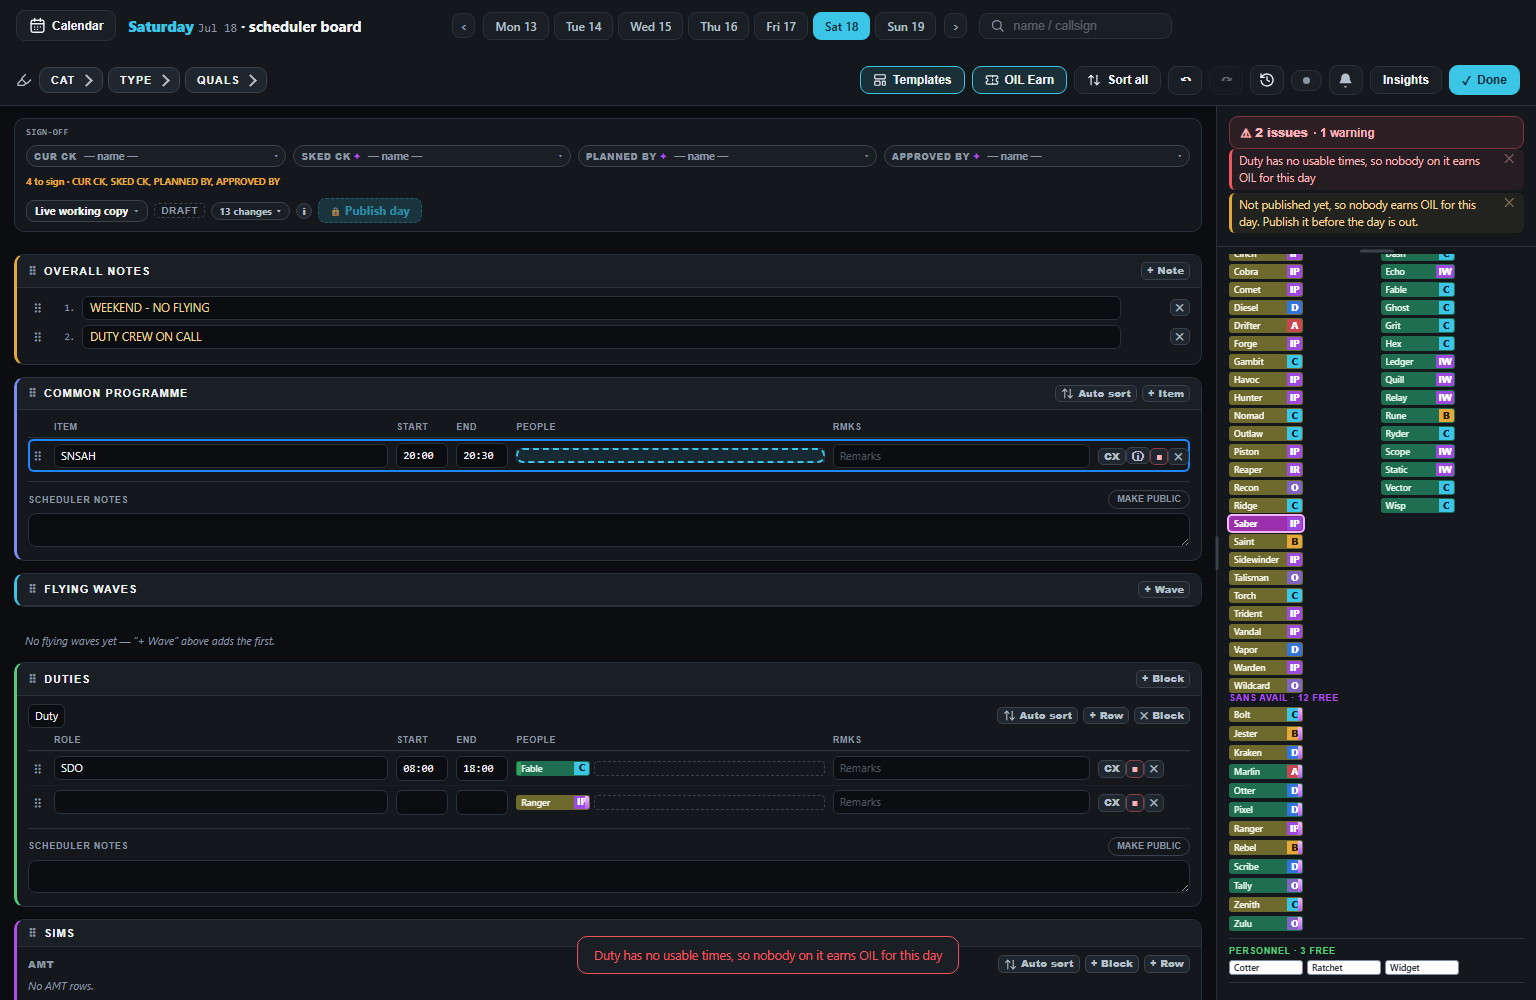 Calendar
Saturday Jul 18 · scheduler board
Mon 13
Tue 14
Wed 15
Thu 16
Fri 17
Sat 18
Sun 19
name / callsign
CAT
TYPE
QUALS
Templates
OIL Earn
Sort all
Insights
✓ Done
SIGN-OFF
CUR CK — name —
SKED CK ✦ — name —
PLANNED BY ✦ — name —
APPROVED BY ✦ — name —
4 to sign · CUR CK, SKED CK, PLANNED BY, APPROVED BY
Live working copy
DRAFT
13 changes
i
Publish day
OVERALL NOTES
+ Note
1. WEEKEND - NO FLYING
2. DUTY CREW ON CALL
COMMON PROGRAMME
Auto sort
+ Item
ITEM START END PEOPLE RMKS
SNSAH 20:00 20:30 Remarks CX
SCHEDULER NOTES
MAKE PUBLIC
FLYING WAVES
+ Wave
No flying waves yet — "+ Wave" above adds the first.
DUTIES
+ Block
Duty
Auto sort
+ Row
✕ Block
ROLE START END PEOPLE RMKS
SDO 08:00 18:00 Fable C Remarks CX
Ranger IP Remarks CX
SCHEDULER NOTES
MAKE PUBLIC
SIMS
AMT
Auto sort
+ Block
+ Row
No AMT rows.
Duty has no usable times, so nobody on it earns OIL for this day
⚠ 2 issues · 1 warning
Duty has no usable times, so nobody on it earns
OIL for this day
Not published yet, so nobody earns OIL for this
day. Publish it before the day is out.
Cinch IP
Cobra IP
Comet IP
Diesel D
Drifter A
Forge IP
Gambit C
Havoc IP
Hunter IP
Nomad C
Outlaw C
Piston IP
Reaper IR
Recon O
Ridge C
Saber IP
Saint B
Sidewinder IP
Talisman O
Torch C
Trident IP
Vandal IP
Vapor D
Warden IP
Wildcard O
Dash C
Echo IW
Fable C
Ghost C
Grit C
Hex C
Ledger IW
Quill IW
Relay IW
Rune B
Ryder C
Scope IW
Static IW
Vector C
Wisp C
SANS AVAIL · 12 FREE
Bolt C
Jester B
Kraken D
Marlin A
Otter D
Pixel D
Ranger IP
Rebel B
Scribe D
Tally O
Zenith C
Zulu O
PERSONNEL · 3 FREE
Cotter
Ratchet
Widget